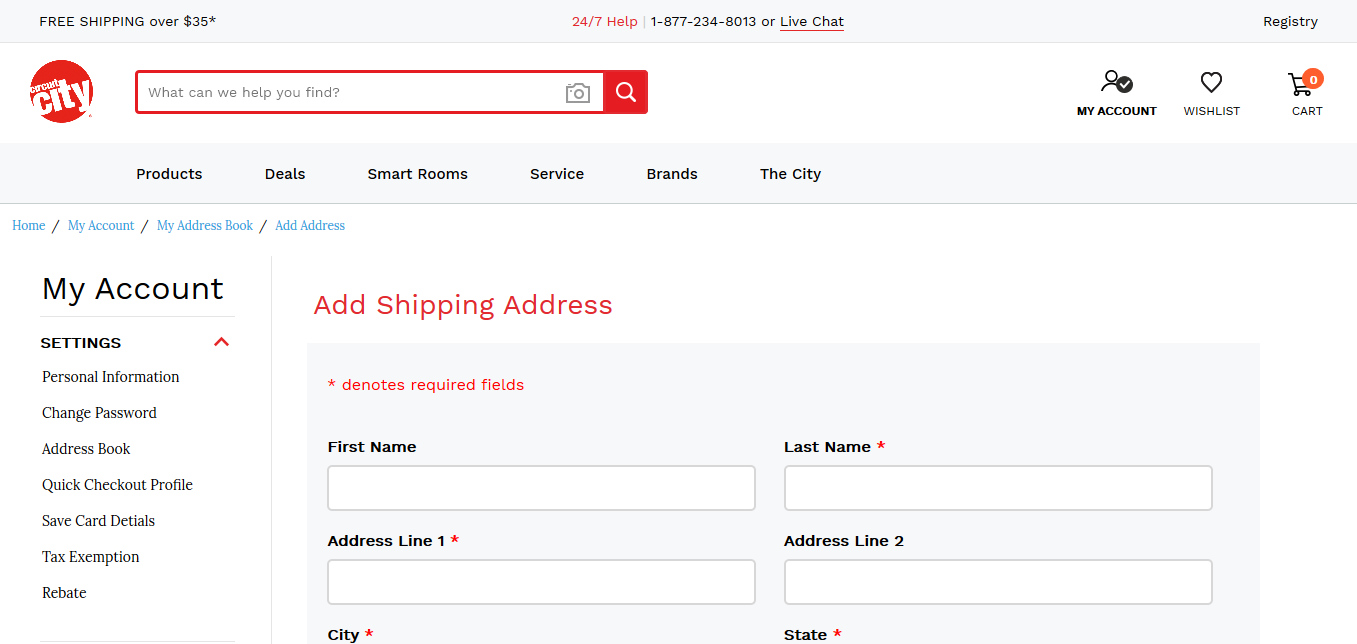 FREE SHIPPING over $35* 24/7 Help | 1-877-234-8013 or Live Chat Registry
circuit city
What can we help you find?
MY ACCOUNT WISHLIST 0 CART
Products Deals Smart Rooms Service Brands The City
Home / My Account / My Address Book / Add Address
My Account
SETTINGS
Personal Information
Change Password
Address Book
Quick Checkout Profile
Save Card Detials
Tax Exemption
Rebate
Add Shipping Address
* denotes required fields
First Name Last Name *
Address Line 1 * Address Line 2
City * State *